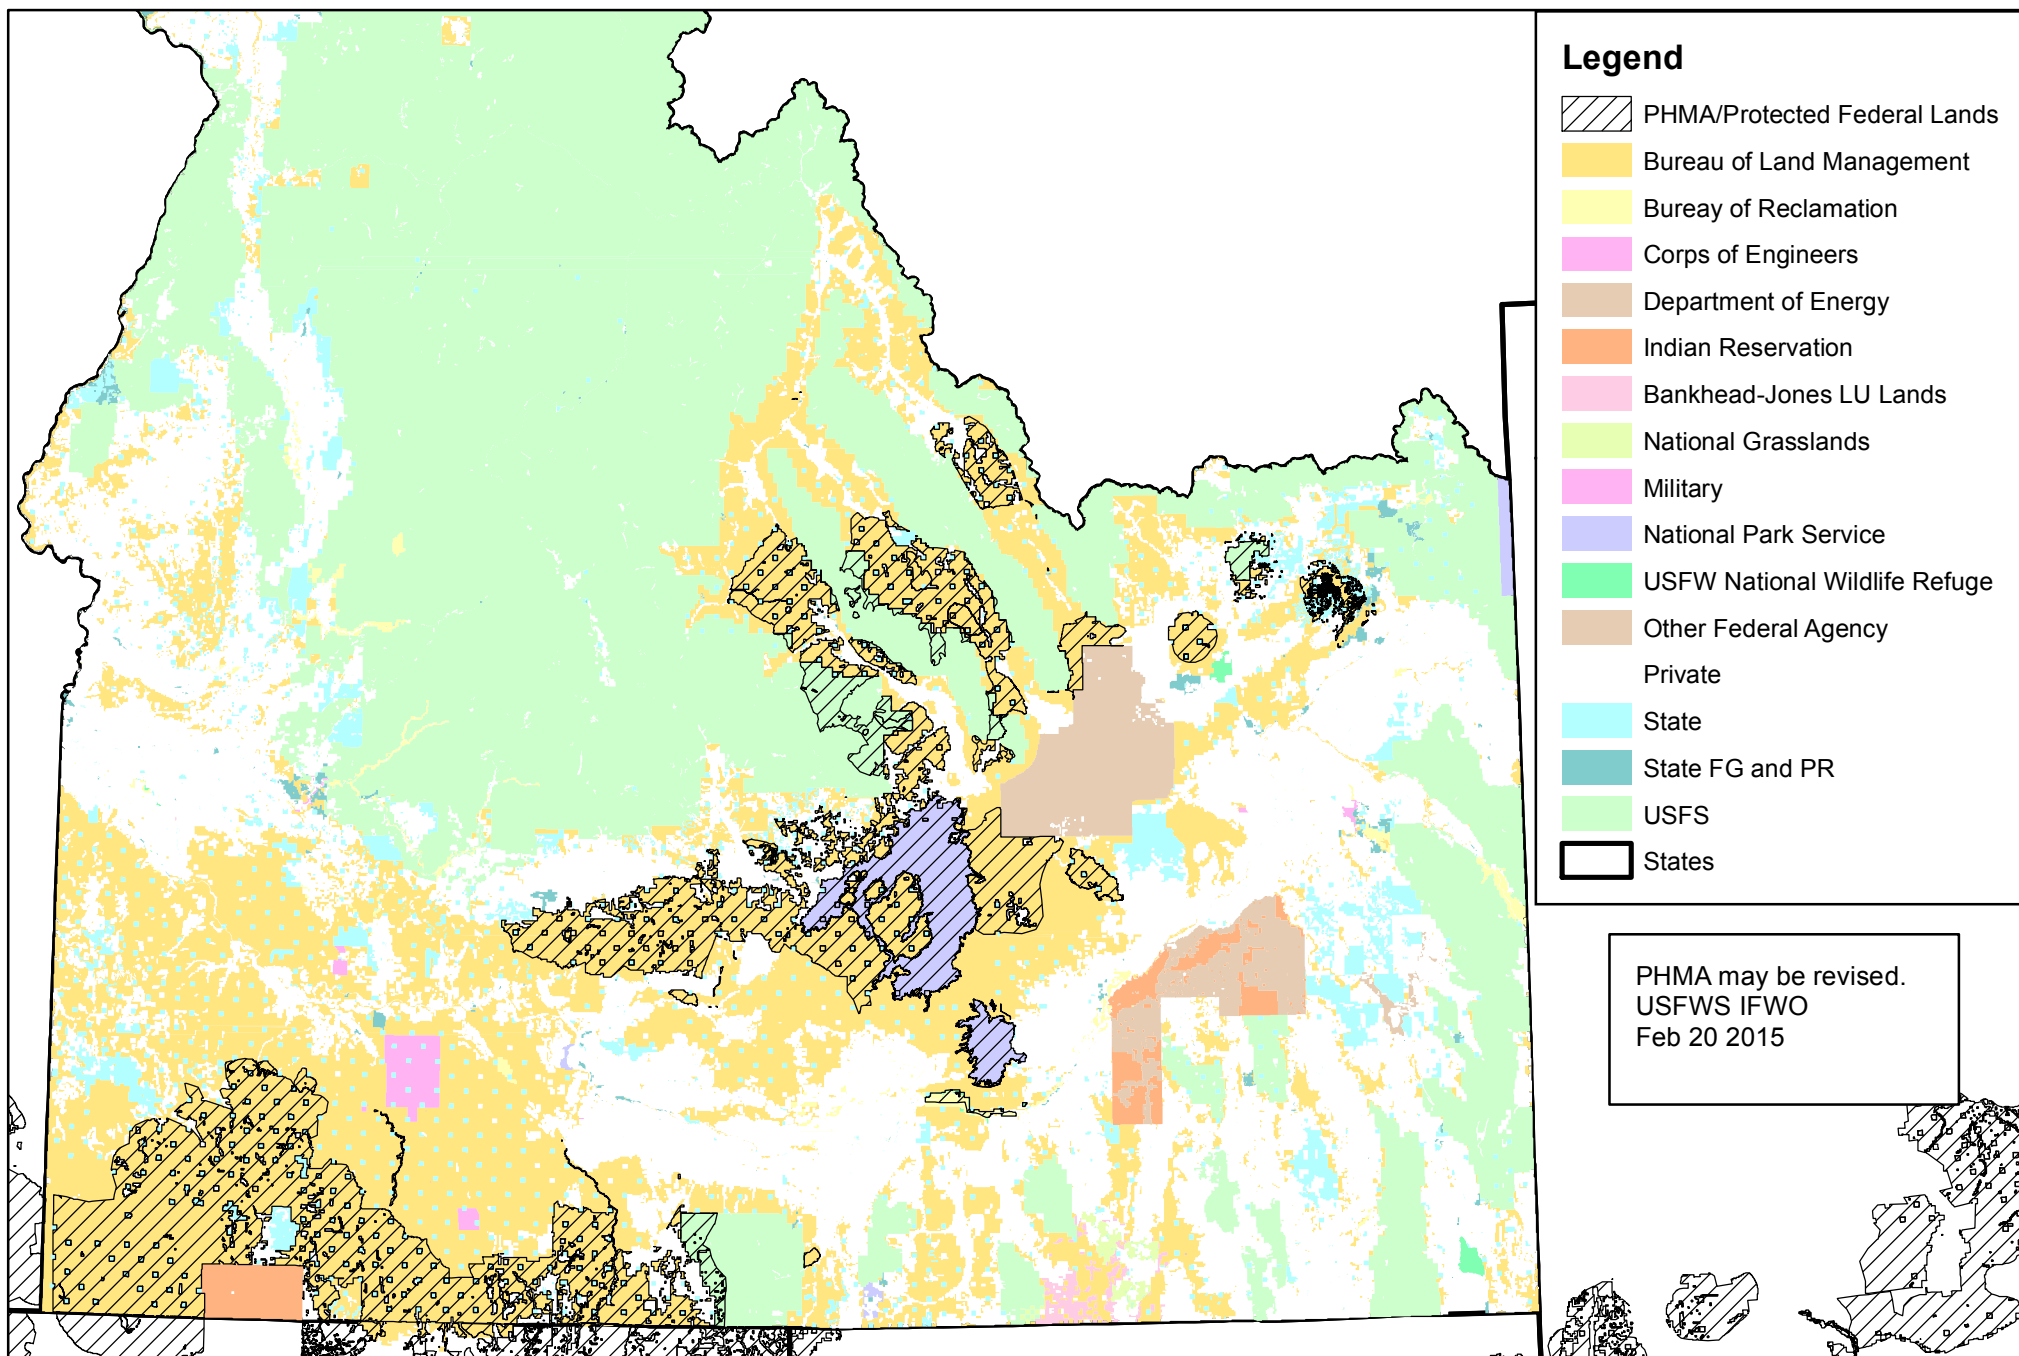 Legend
PHMA/Protected Federal Lands
Bureau of Land Management
Bureay of Reclamation
Corps of Engineers
Department of Energy
Indian Reservation
Bankhead-Jones LU Lands
National Grasslands
Military
National Park Service
USFW National Wildlife Refuge
Other Federal Agency
Private
State
State FG and PR
USFS
States
PHMA may be revised.
USFWS IFWO
Feb 20 2015